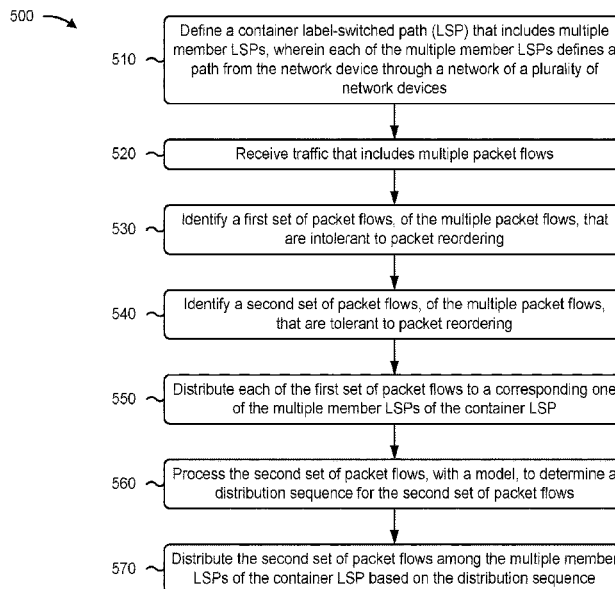 500
510
Define a container label-switched path (LSP) that includes multiple
member LSPs, wherein each of the multiple member LSPs defines a
path from the network device through a network of a plurality of
network devices
520
Receive traffic that includes multiple packet flows
530
Identify a first set of packet flows, of the multiple packet flows, that
are intolerant to packet reordering
540
Identify a second set of packet flows, of the multiple packet flows,
that are tolerant to packet reordering
550
Distribute each of the first set of packet flows to a corresponding one
of the multiple member LSPs of the container LSP
560
Process the second set of packet flows, with a model, to determine a
distribution sequence for the second set of packet flows
570
Distribute the second set of packet flows among the multiple member
LSPs of the container LSP based on the distribution sequence